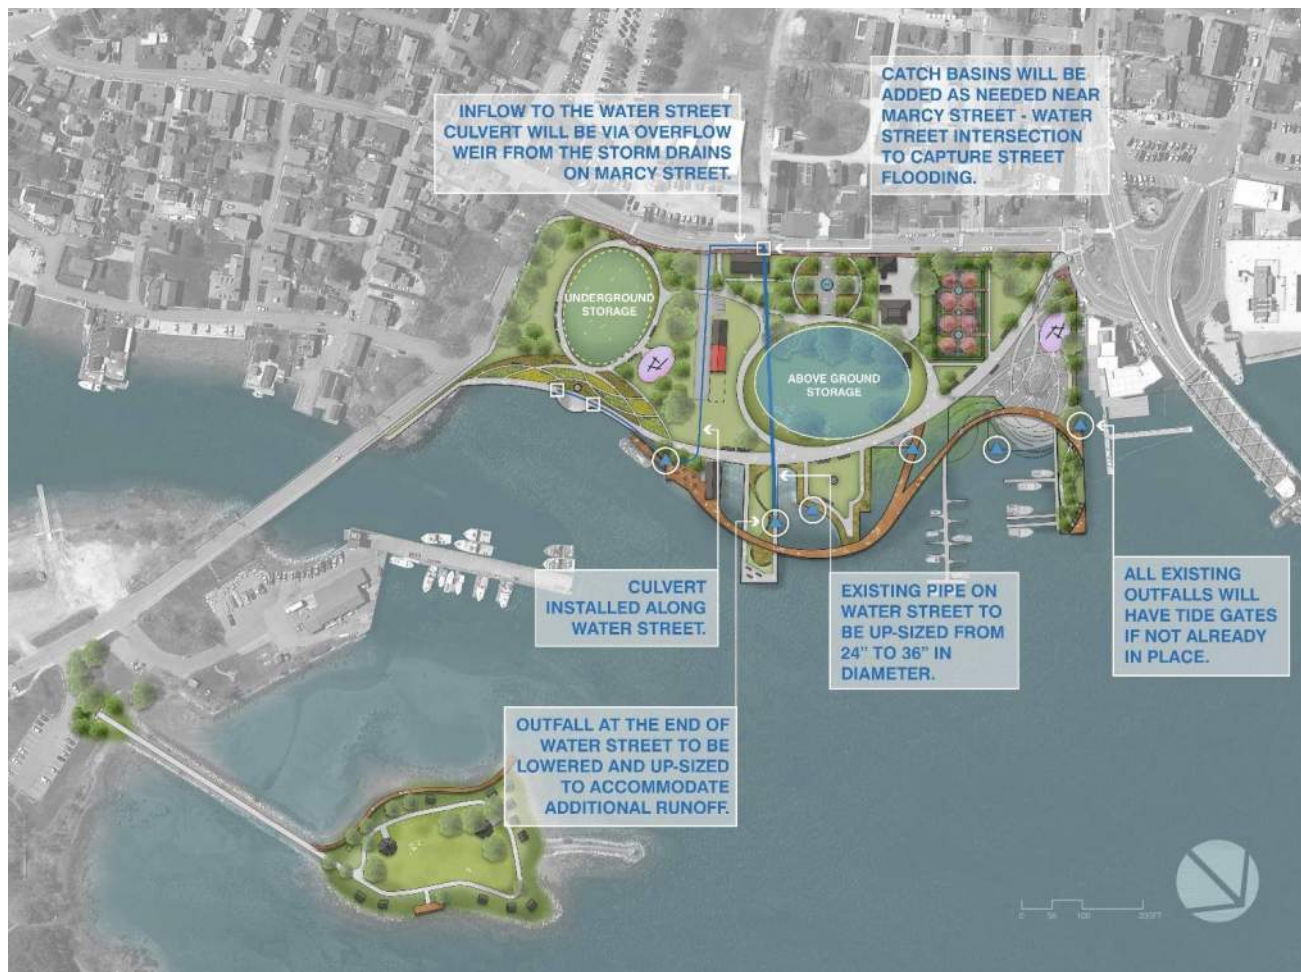 CATCH BASINS WILL BE
ADDED AS NEEDED NEAR
MARCY STREET - WATER
STREET INTERSECTION
TO CAPTURE STREET
FLOODING.
INFLOW TO THE WATER STREET
CULVERT WILL BE VIA OVERFLOW
WEIR FROM THE STORM DRAINS
ON MARCY STREET.
UNDERGROUND
STORAGE
ABOVE GROUND
STORAGE
CULVERT
INSTALLED ALONG
WATER STREET.
EXISTING PIPE ON
WATER STREET TO
BE UP-SIZED FROM
24" TO 36" IN
DIAMETER.
ALL EXISTING
OUTFALLS WILL
HAVE TIDE GATES
IF NOT ALREADY
IN PLACE.
OUTFALL AT THE END OF
WATER STREET TO BE
LOWERED AND UP-SIZED
TO ACCOMMODATE
ADDITIONAL RUNOFF.
0 50 100 200FT